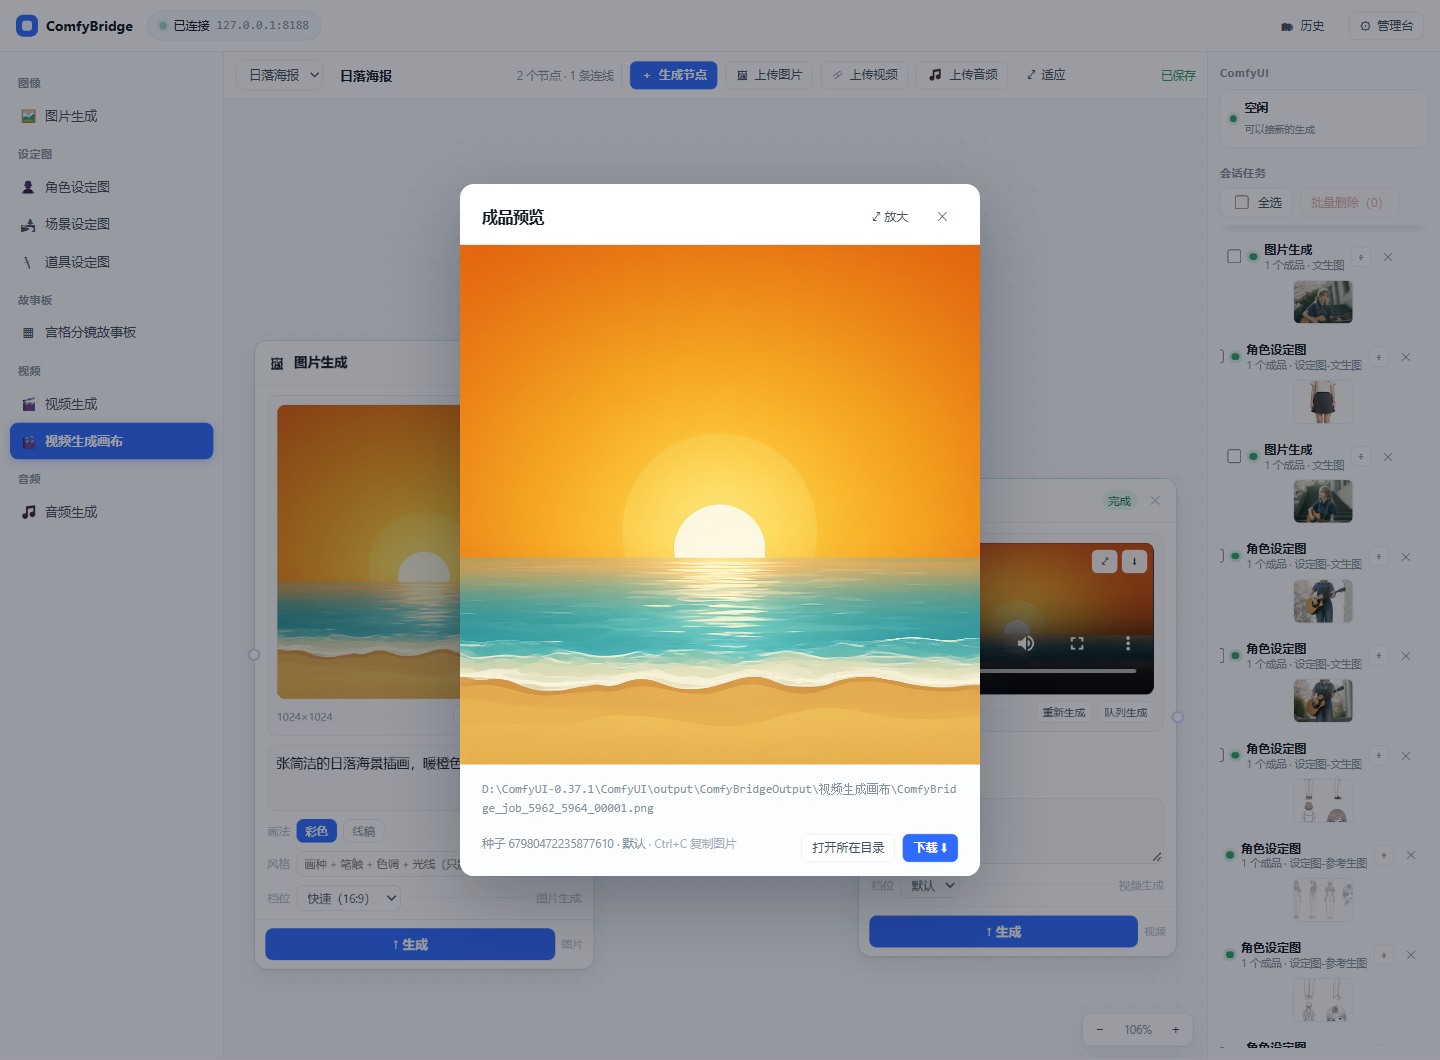 ComfyBridge
已连接 127.0.0.1:8188
历史
管理台
图像
图片生成
设定图
角色设定图
场景设定图
道具设定图
故事板
宫格分镜故事板
视频
视频生成
视频生成画布
音频
音频生成
日落海报
日落海报
2 个节点 · 1 条连线
+ 生成节点
上传图片
上传视频
上传音频
适应
已保存
图片生成
1024×1024
张简洁的日落海景插画，暖橙色
画法 彩色 线稿
风格 画种 + 笔触 + 色调 + 光线（只
档位 快速（16:9）
图片生成
↑ 生成
图片
成品预览
放大
D:\ComfyUI-0.37.1\ComfyUI\output\ComfyBridgeOutput\视频生成画布\ComfyBrid
ge_job_5962_5964_00001.png
种子 67980472235877610 · 默认 · Ctrl+C 复制图片
打开所在目录
下载
完成
重新生成
队列生成
档位 默认
视频生成
↑ 生成
视频
− 106% +
ComfyUI
空闲
可以接新的生成
会话任务
全选
批量删除（0）
图片生成
1 个成品 · 文生图
角色设定图
1 个成品 · 设定图-文生图
图片生成
1 个成品 · 文生图
角色设定图
1 个成品 · 设定图-文生图
角色设定图
1 个成品 · 设定图-文生图
角色设定图
1 个成品 · 设定图-文生图
角色设定图
1 个成品 · 设定图-参考生图
角色设定图
1 个成品 · 设定图-参考生图
角色设定图